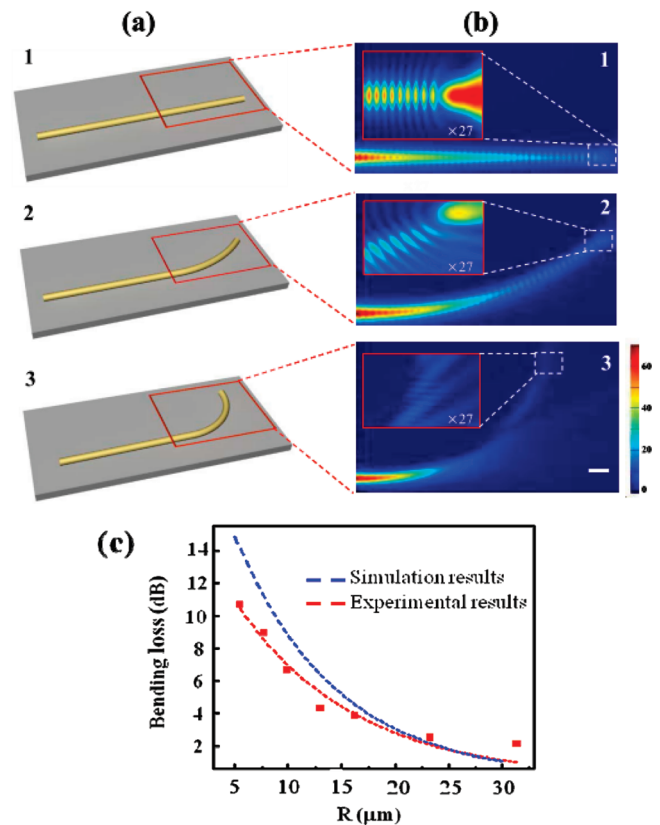 (a) (b)
1 1
×27
2 2
×27
3 3
×27
60
40
20
0
(c)
14
12
10
8
6
4
2
Bending loss (dB)
Simulation results
Experimental results
5 10 15 20 25 30
R (μm)